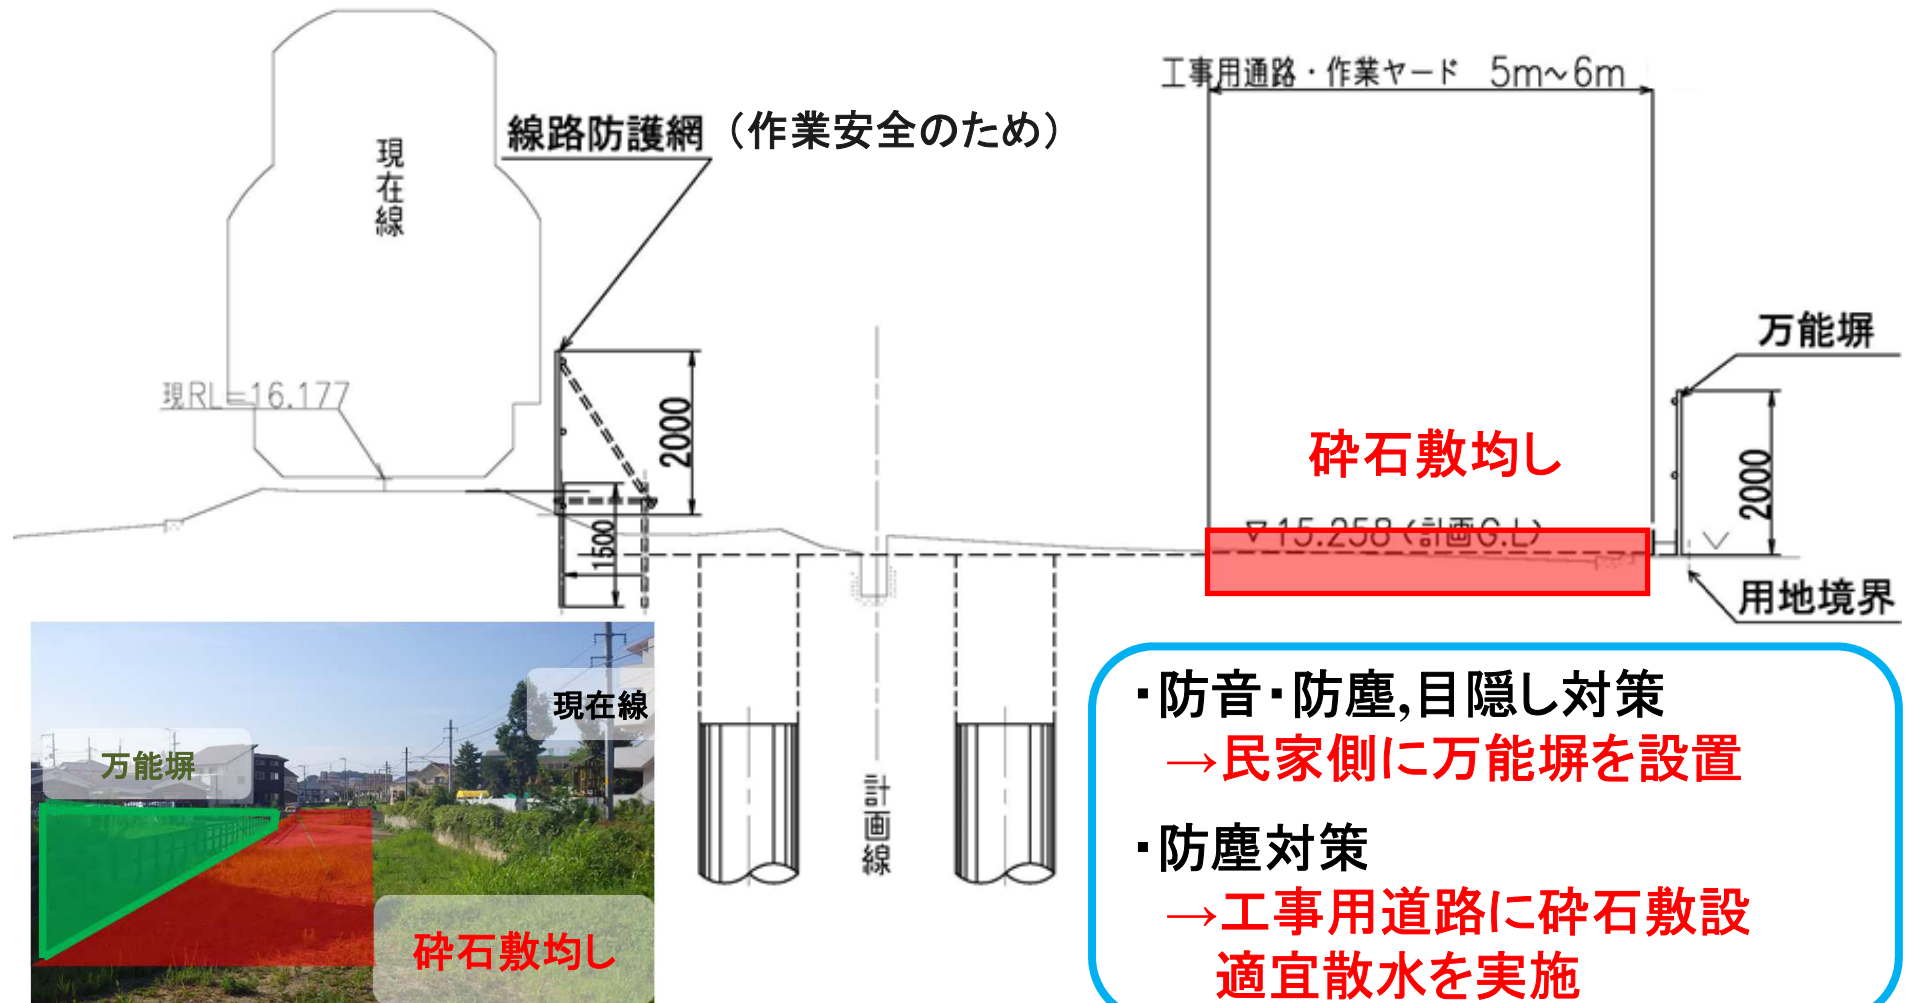 工事用通路・作業ヤード 5m~6m
線路防護網（作業安全のため）
現在線
万能塀
現RL=16.177
2000
砕石敷均し
2000
▽15.258(計画G.L)
1500
用地境界
現在線
万能塀
砕石敷均し
計画線
・防音・防塵,目隠し対策
→民家側に万能塀を設置
・防塵対策
→工事用道路に砕石敷設
適宜散水を実施